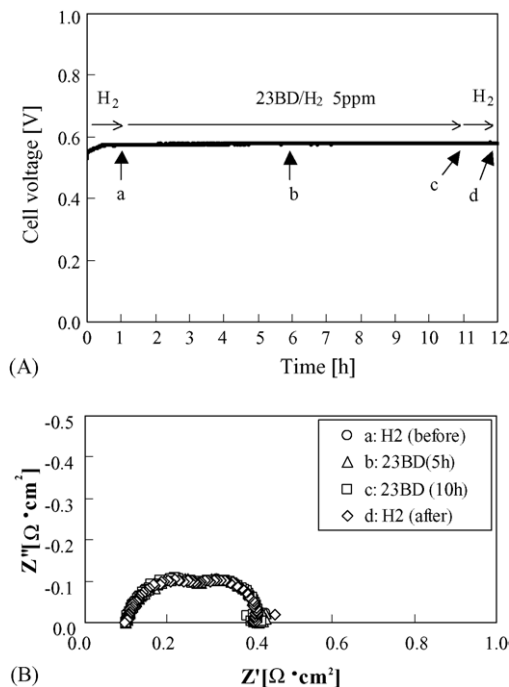 1.0
0.8
0.6
0.4
0.2
0.0
Cell voltage [V]
H2
23BD/H2 5ppm
H2
a
b
c
d
0 1 2 3 4 5 6 7 8 9 10 11 12
Time [h]
(A)
-0.5
-0.4
-0.3
-0.2
-0.1
0.0
Z"[Ω•cm2]
a: H2 (before)
b: 23BD(5h)
c: 23BD (10h)
d: H2 (after)
0.0 0.2 0.4 0.6 0.8 1.0
Z'[Ω•cm2]
(B)